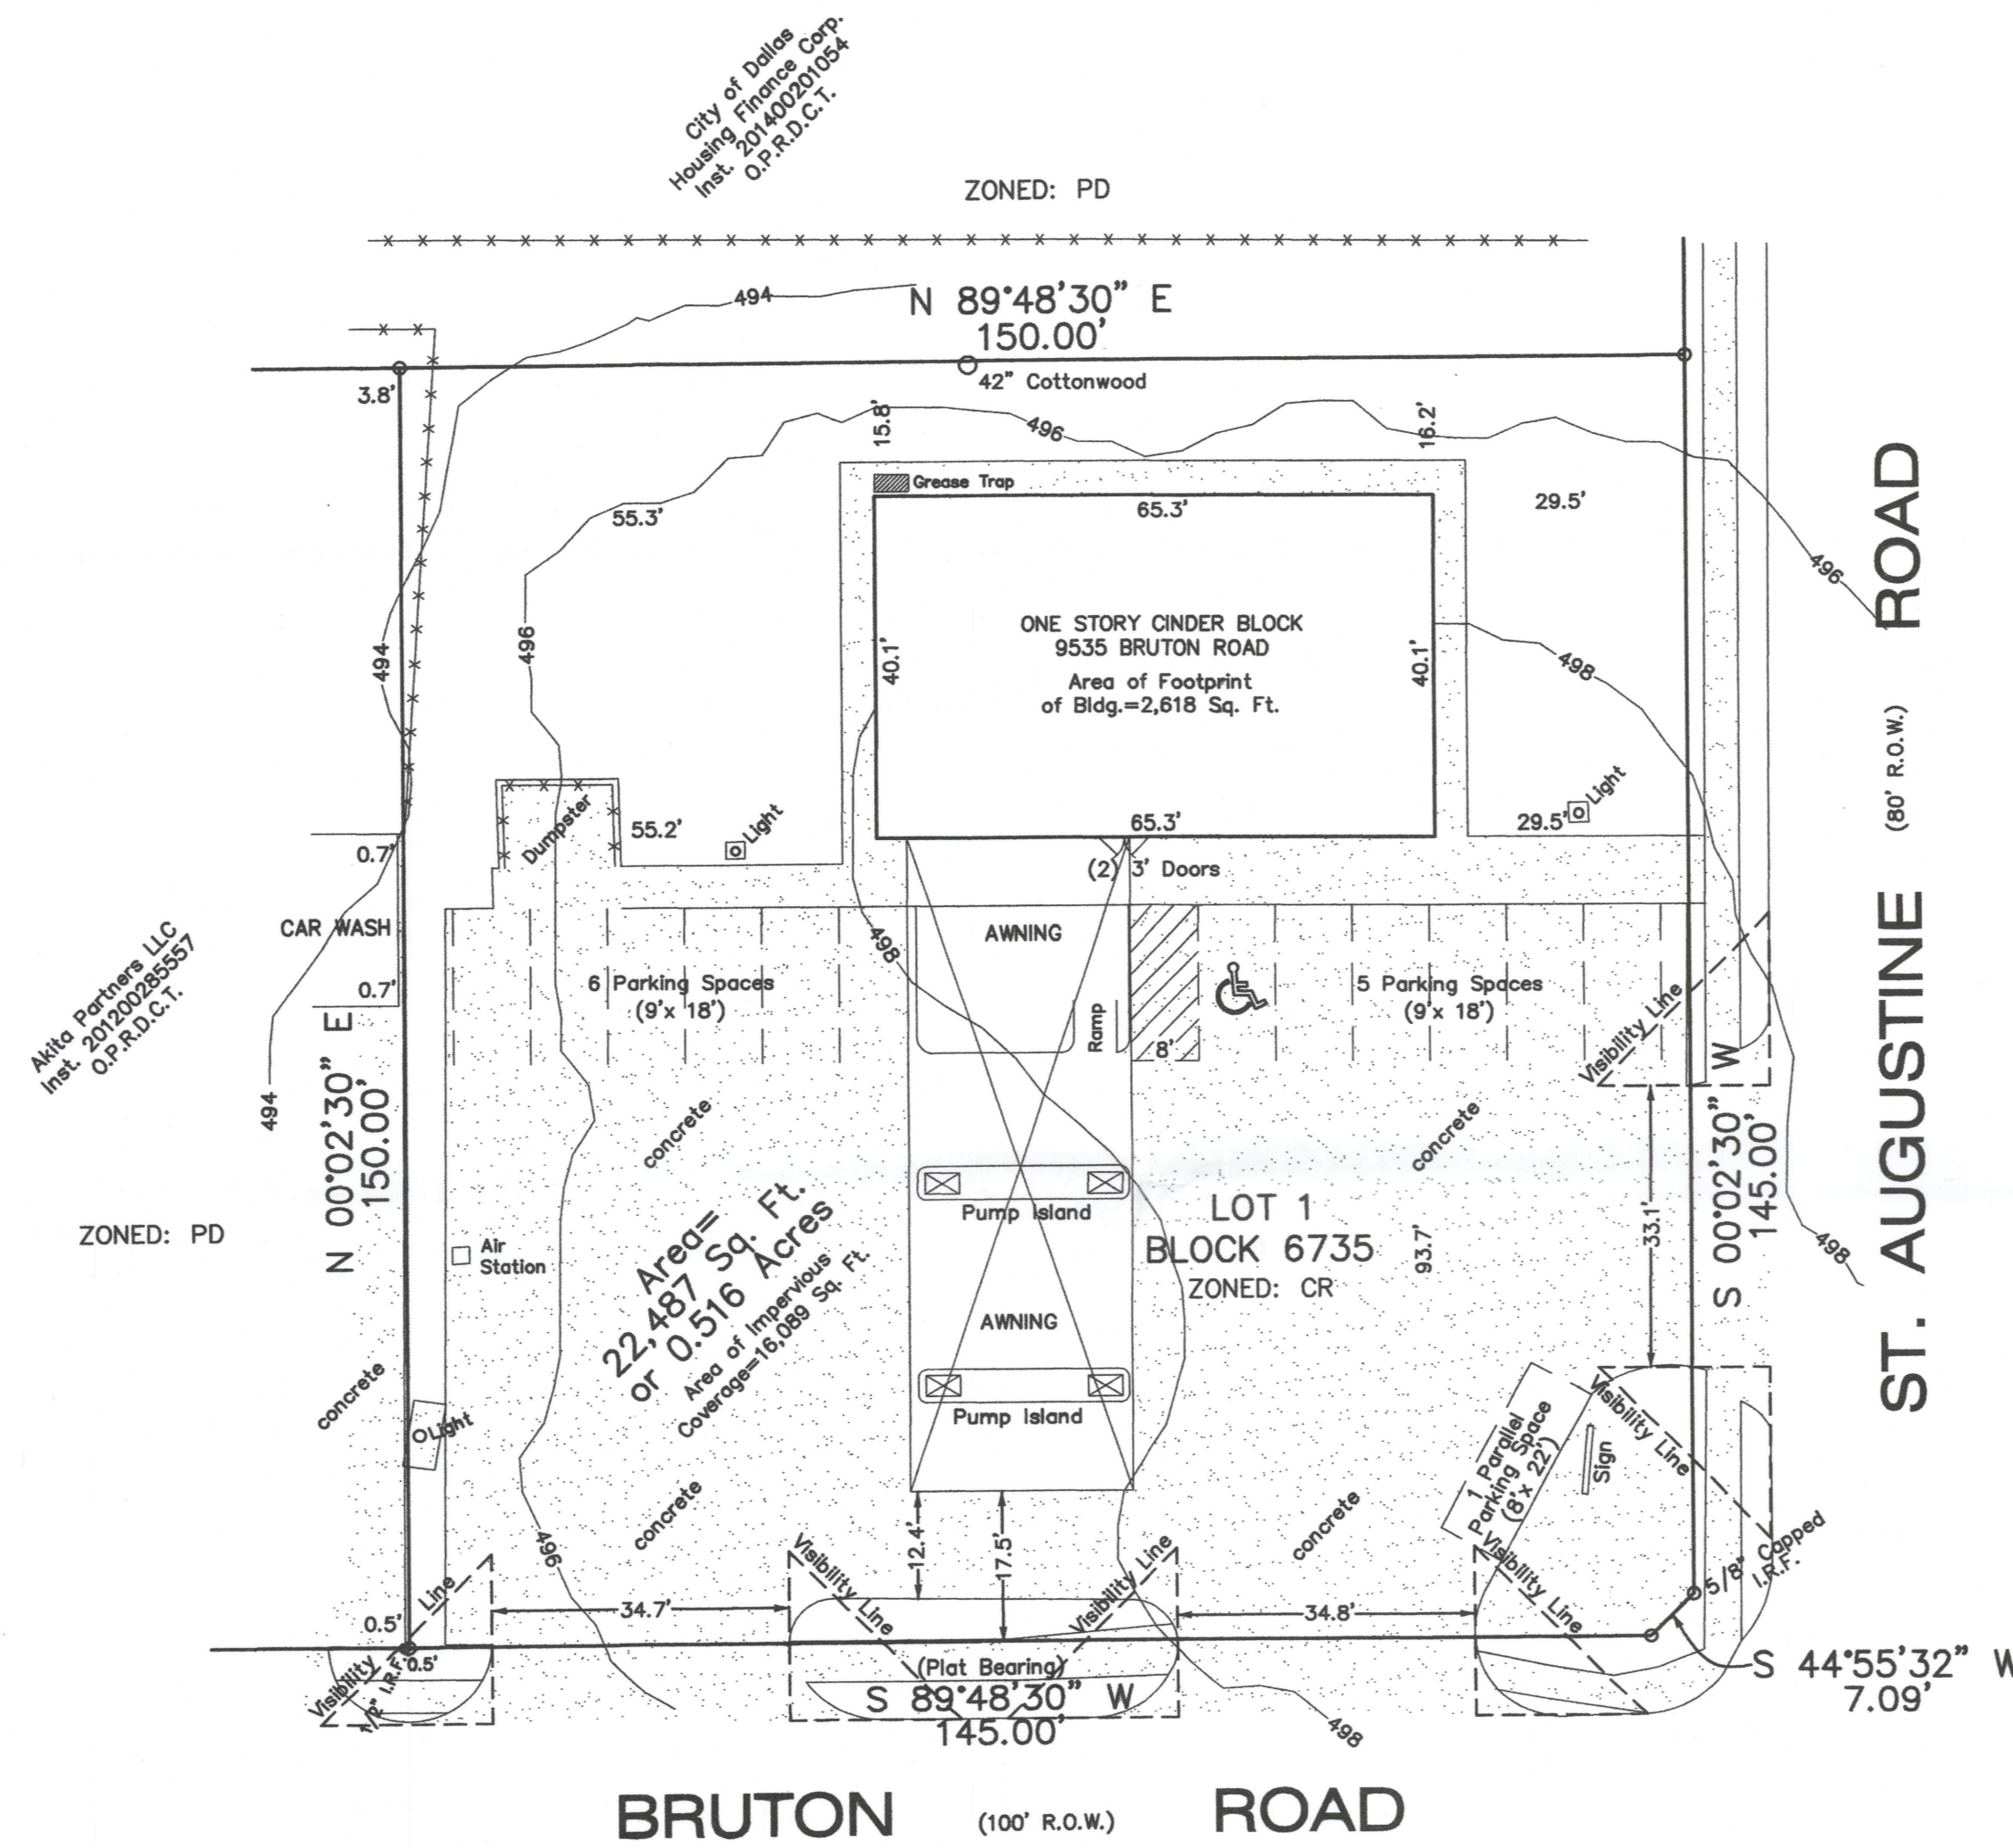 City of Dallas
Housing Finance Corp.
Inst. 201400201054
O.P.R.D.C.T.
ZONED: PD
494
N 89°48'30" E
150.00'
42" Cottonwood
3.8'
15.8'
496
16.2'
Grease Trap
55.3'
65.3'
29.5'
496
ROAD
494
496
40.1'
ONE STORY CINDER BLOCK
9535 BRUTON ROAD
Area of Footprint
of Bldg.=2,618 Sq. Ft.
40.1'
498
(80' R.O.W.)
Dumpster
55.2'
Light
65.3'
29.5'
Light
0.7'
(2) 3' Doors
CAR WASH
AWNING
498
0.7'
6 Parking Spaces
(9'x 18')
5 Parking Spaces
(9'x 18')
Ramp
8'
Visibility Line
Akita Partners LLC
Inst. 201200285557
O.P.R.D.C.T.
494
N 00°02'30" E
150.00'
concrete
concrete
S 00°02'30" W
145.00'
ST. AUGUSTINE
ZONED: PD
Air
Station
Area=
22,487 Sq. Ft.
or 0.516 Acres
Area of Impervious
Coverage=16,089 Sq. Ft.
Pump Island
LOT 1
BLOCK 6735
ZONED: CR
93.7'
33.1'
498
AWNING
Pump Island
concrete
Light
1 Parallel
Parking Space
(8'x 22')
Sign
Visibility Line
concrete
496
12.4'
17.5'
concrete
Visibility Line
Visibility Line
Visibility Line
5/8" Capped
I.R.F.
34.7'
34.8'
0.5'
0.5'
Visibility Line
1/2" I.R.F.
(Plat Bearing)
S 89°48'30" W
145.00'
498
S 44°55'32" W
7.09'
BRUTON (100' R.O.W.) ROAD